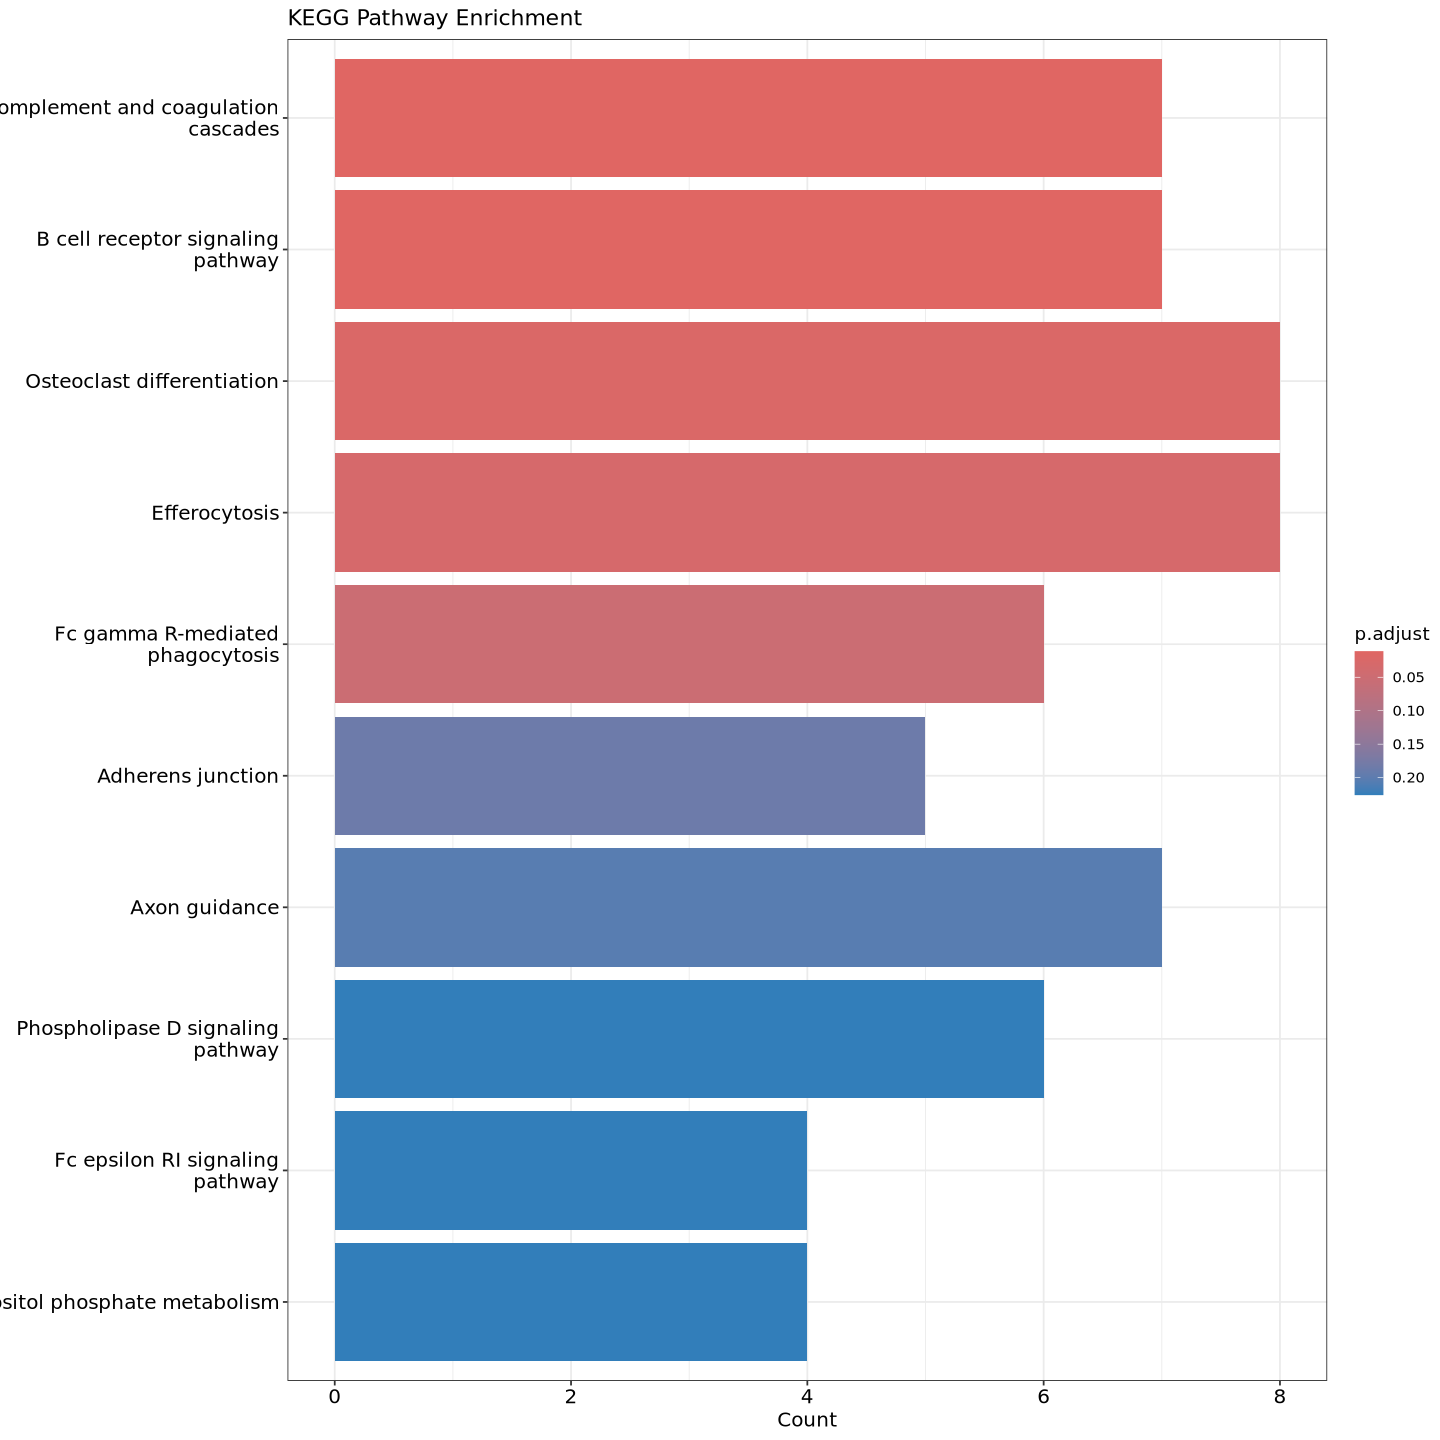 KEGG Pathway Enrichment
omplement and coagulation
cascades
B cell receptor signaling
pathway
Osteoclast differentiation
Efferocytosis
Fc gamma R-mediated
phagocytosis
Adherens junction
Axon guidance
Phospholipase D signaling
pathway
Fc epsilon RI signaling
pathway
ositol phosphate metabolism
0 2 4 6 8
Count
p.adjust
0.05
0.10
0.15
0.20